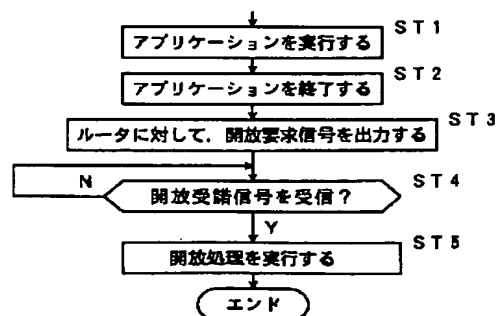 アプリケーションを実行する ST1
アプリケーションを終了する ST2
ルータに対して，開放要求信号を出力する ST3
N 開放受諾信号を受信？ ST4
Y
開放処理を実行する ST5
エンド